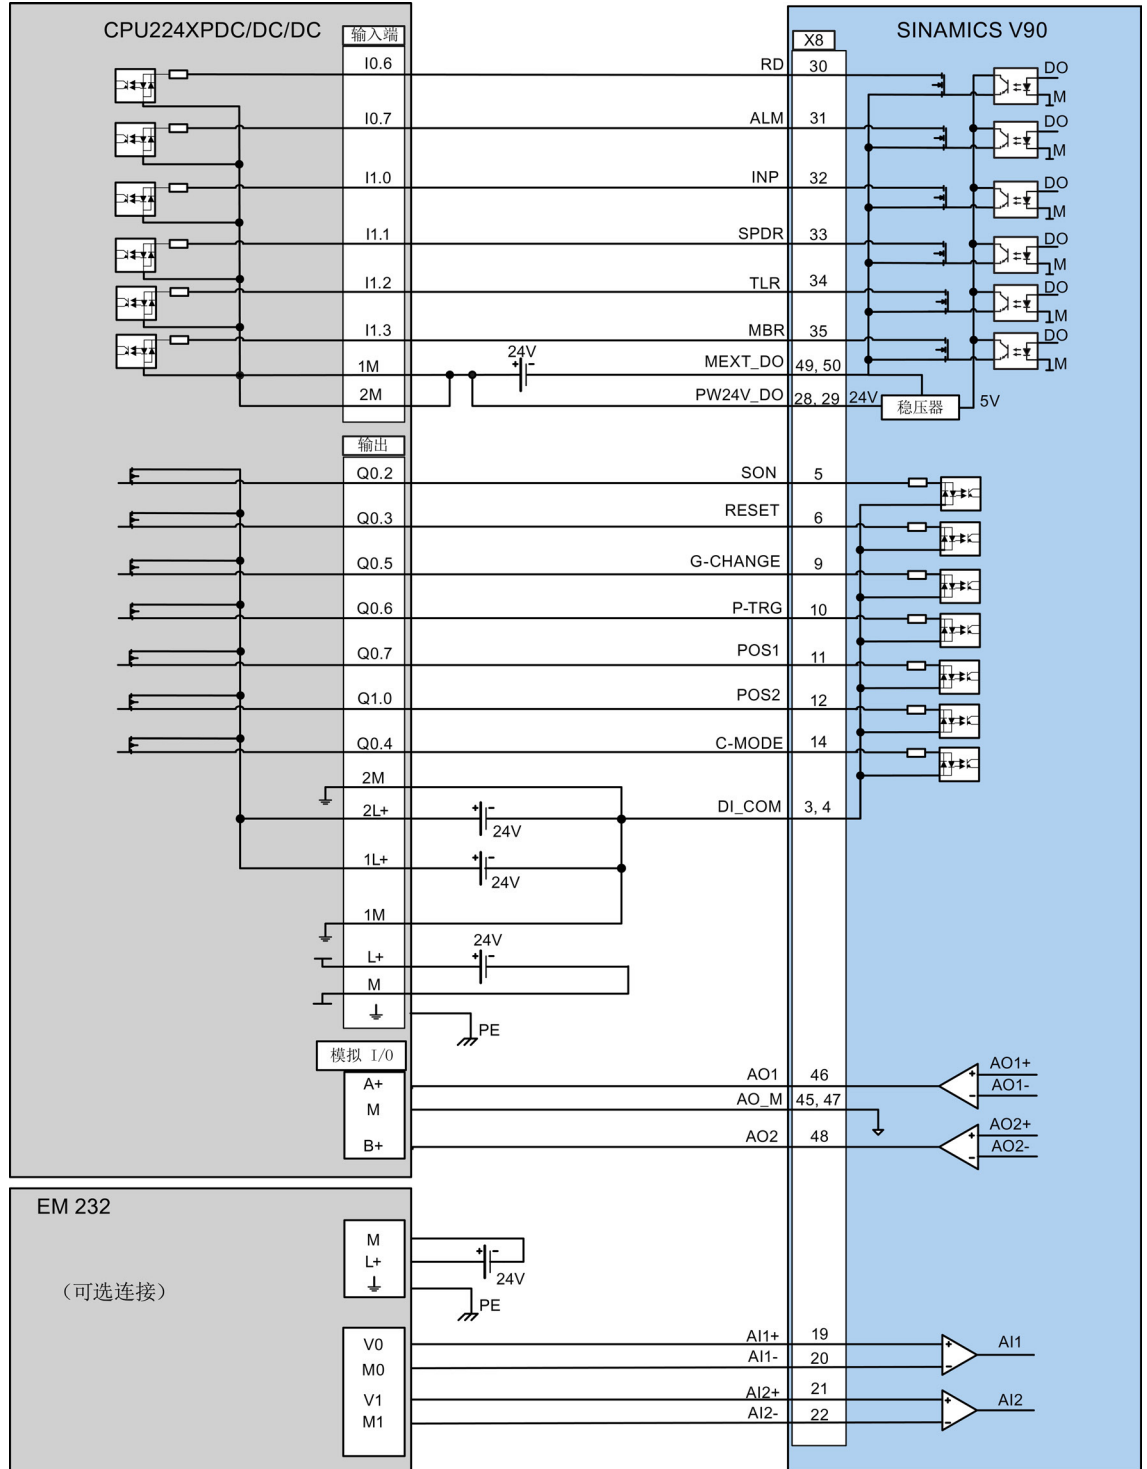 CPU224XPDC/DC/DC
输入端
X8
SINAMICS V90
I0.6 RD 30 DO
M
I0.7 ALM 31 DO
M
I1.0 INP 32 DO
M
I1.1 SPDR 33 DO
M
I1.2 TLR 34 DO
M
I1.3 MBR 35 DO
M
24V
+ -
1M MEXT_DO 49, 50
2M PW24V_DO 28, 29 24V 稳压器 5V
输出
Q0.2 SON 5
Q0.3 RESET 6
Q0.5 G-CHANGE 9
Q0.6 P-TRG 10
Q0.7 POS1 11
Q1.0 POS2 12
Q0.4 C-MODE 14
2M
2L+ + - DI_COM 3, 4
24V
1L+ + -
24V
1M
24V
L+ + -
M
PE
模拟 I/0
A+ AO1 46 + AO1+
- AO1-
M AO_M 45, 47
B+ AO2 48 + AO2+
- AO2-
EM 232
M
L+ + -
24V
（可选连接）
PE
V0 AI1+ 19 + AI1
M0 AI1- 20 -
V1 AI2+ 21 + AI2
M1 AI2- 22 -